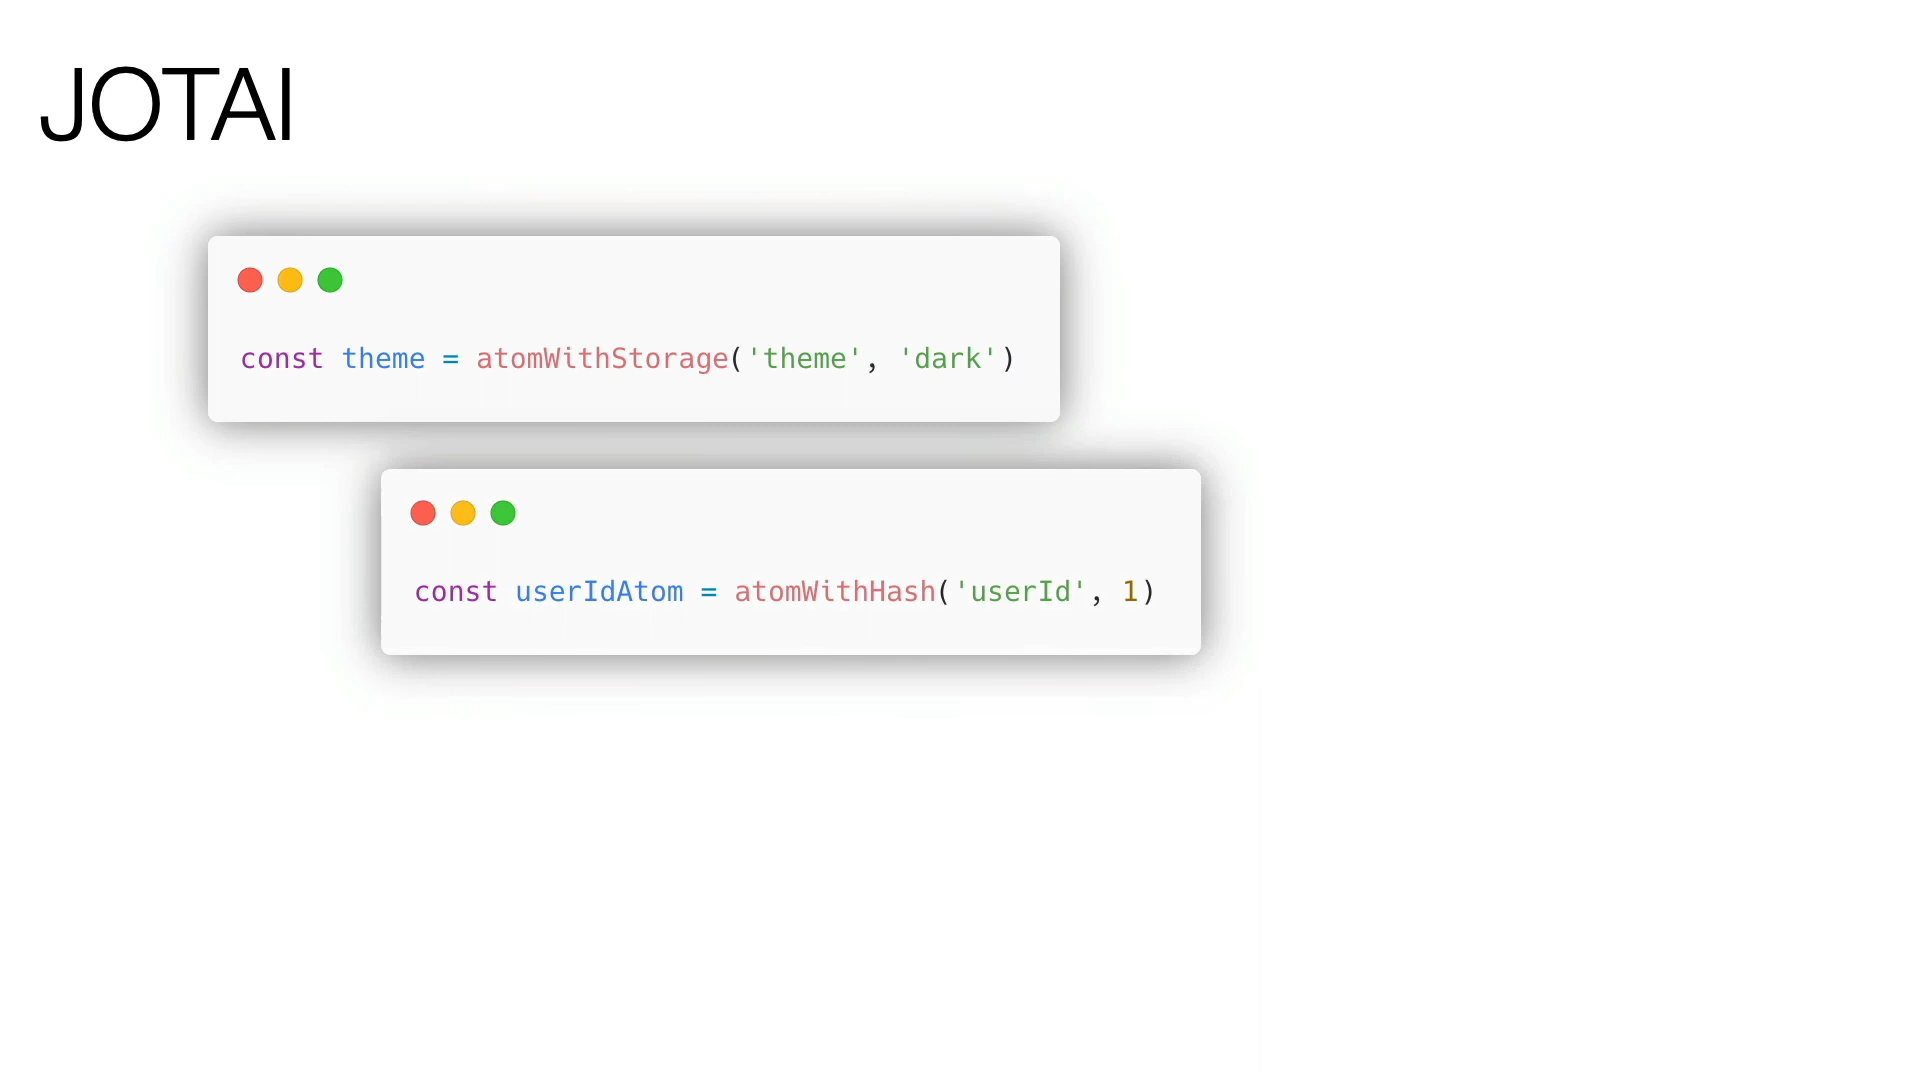 JOTAI
const theme = atomWithStorage('theme', 'dark')
const userIdAtom = atomWithHash('userId', 1)